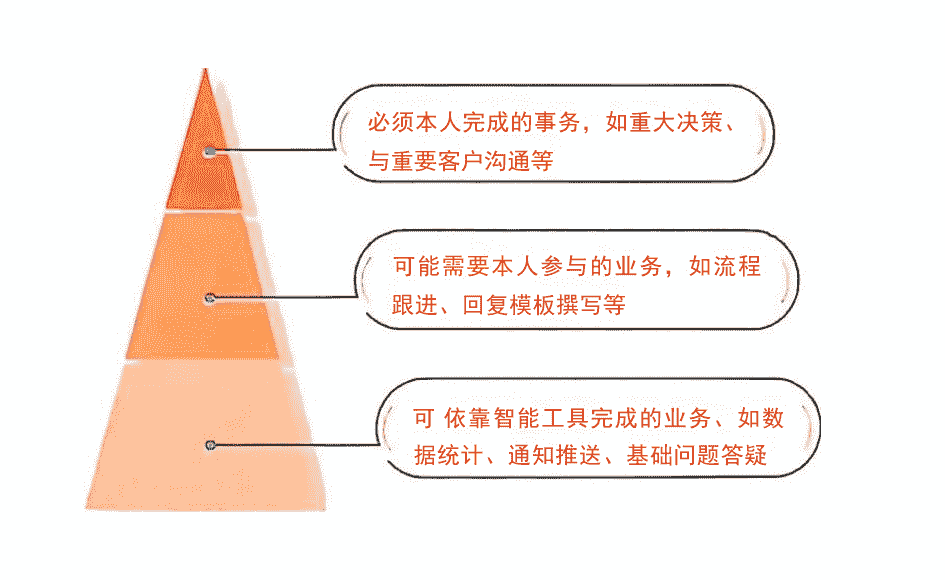 必须本人完成的事务，如重大决策、
与重要客户沟通等
可能需要本人参与的业务，如流程
跟进、回复模板撰写等
可 依靠智能工具完成的业务、如数
据统计、通知推送、基础问题答疑